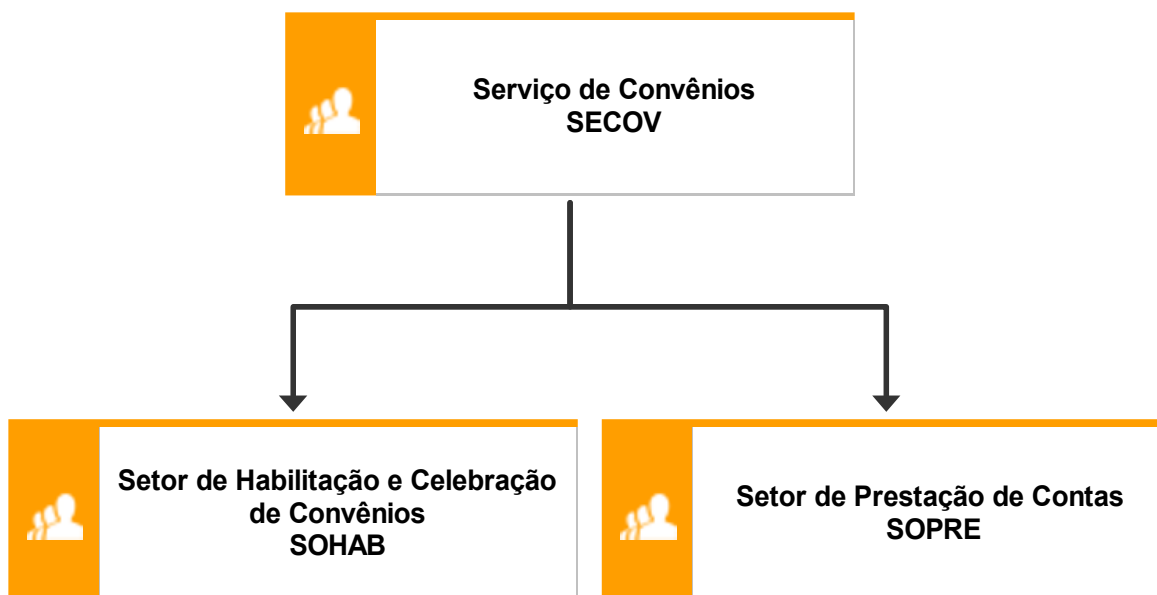 Serviço de Convênios
SECOV
Setor de Habilitação e Celebração
de Convênios
SOHAB
Setor de Prestação de Contas
SOPRE